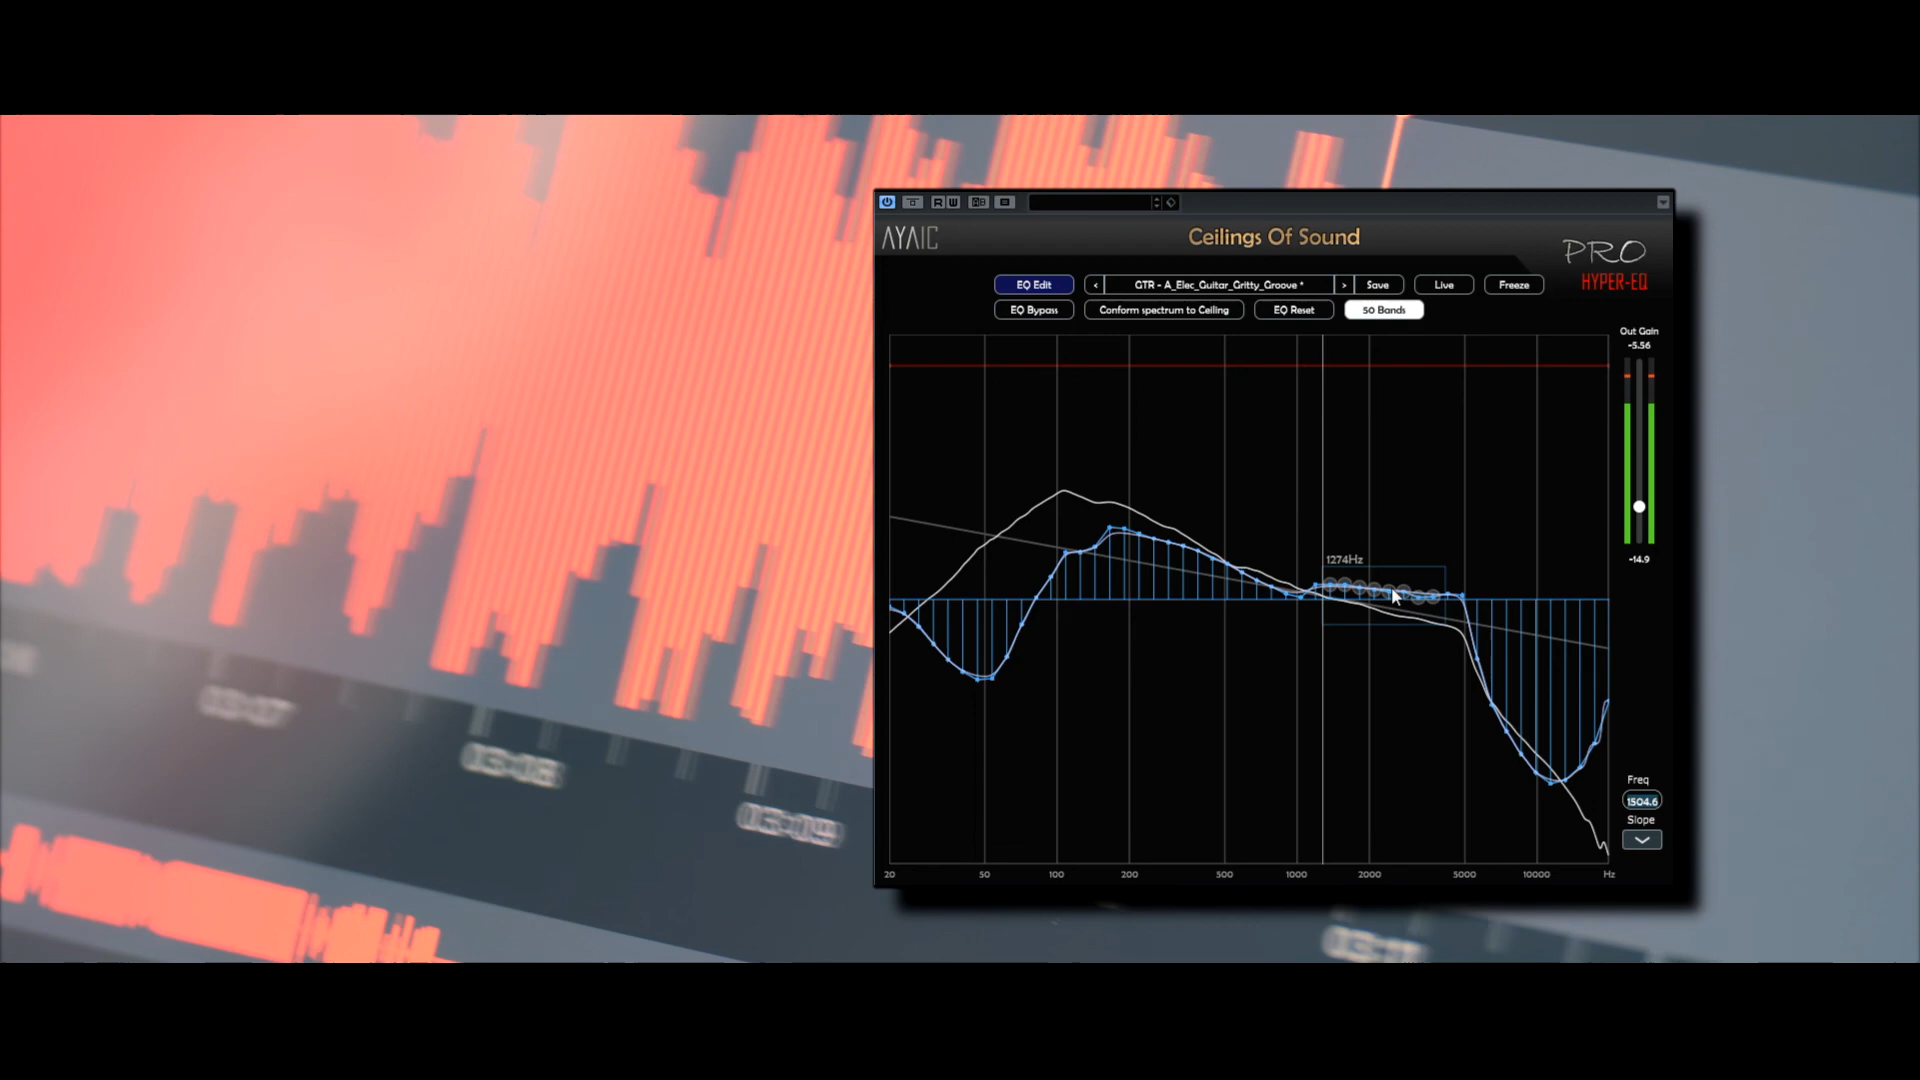 R W AB
AYAIC
Ceilings Of Sound
PRO
HYPER-EQ
EQ Edit < GTR - A_Elec_Guitar_Gritty_Groove * > Save Live Freeze
EQ Bypass Conform spectrum to Ceiling EQ Reset 50 Bands
Out Gain
-5.56
1274Hz
-14.9
Freq
1504.6
Slope
20 50 100 200 500 1000 2000 5000 10000 Hz